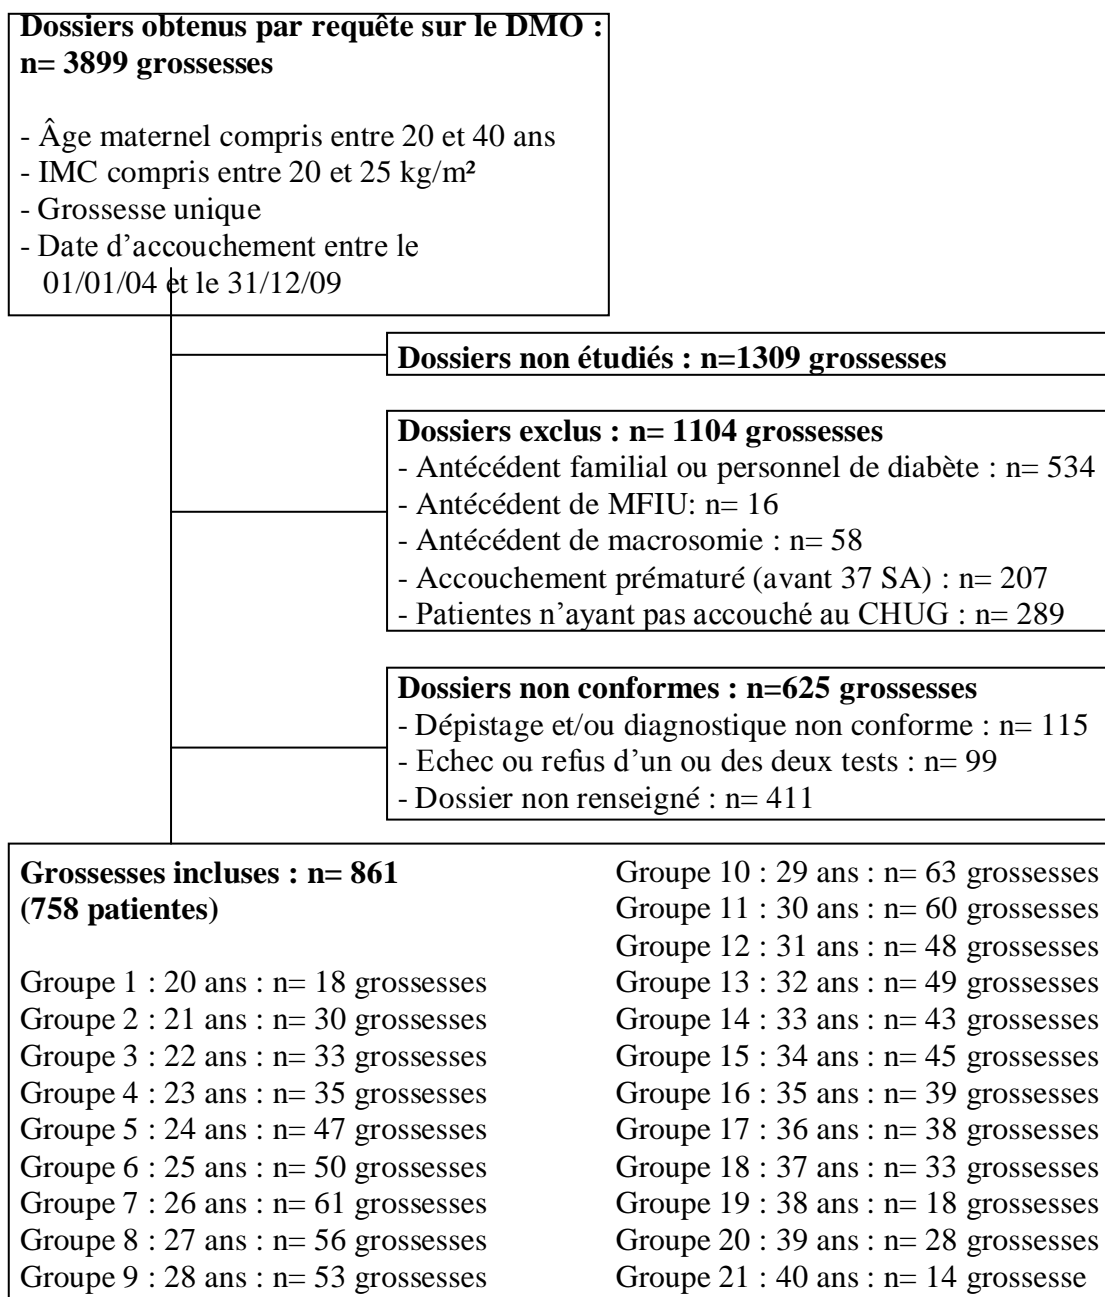 Dossiers obtenus par requête sur le DMO :
n= 3899 grossesses
- Âge maternel compris entre 20 et 40 ans
- IMC compris entre 20 et 25 kg/m²
- Grossesse unique
- Date d’accouchement entre le
01/01/04 et le 31/12/09
Dossiers non étudiés : n=1309 grossesses
Dossiers exclus : n= 1104 grossesses
- Antécédent familial ou personnel de diabète : n= 534
- Antécédent de MFIU: n= 16
- Antécédent de macrosomie : n= 58
- Accouchement prématuré (avant 37 SA) : n= 207
- Patientes n’ayant pas accouché au CHUG : n= 289
Dossiers non conformes : n=625 grossesses
- Dépistage et/ou diagnostique non conforme : n= 115
- Echec ou refus d’un ou des deux tests : n= 99
- Dossier non renseigné : n= 411
Grossesses incluses : n= 861
(758 patientes)
Groupe 1 : 20 ans : n= 18 grossesses
Groupe 2 : 21 ans : n= 30 grossesses
Groupe 3 : 22 ans : n= 33 grossesses
Groupe 4 : 23 ans : n= 35 grossesses
Groupe 5 : 24 ans : n= 47 grossesses
Groupe 6 : 25 ans : n= 50 grossesses
Groupe 7 : 26 ans : n= 61 grossesses
Groupe 8 : 27 ans : n= 56 grossesses
Groupe 9 : 28 ans : n= 53 grossesses
Groupe 10 : 29 ans : n= 63 grossesses
Groupe 11 : 30 ans : n= 60 grossesses
Groupe 12 : 31 ans : n= 48 grossesses
Groupe 13 : 32 ans : n= 49 grossesses
Groupe 14 : 33 ans : n= 43 grossesses
Groupe 15 : 34 ans : n= 45 grossesses
Groupe 16 : 35 ans : n= 39 grossesses
Groupe 17 : 36 ans : n= 38 grossesses
Groupe 18 : 37 ans : n= 33 grossesses
Groupe 19 : 38 ans : n= 18 grossesses
Groupe 20 : 39 ans : n= 28 grossesses
Groupe 21 : 40 ans : n= 14 grossesse